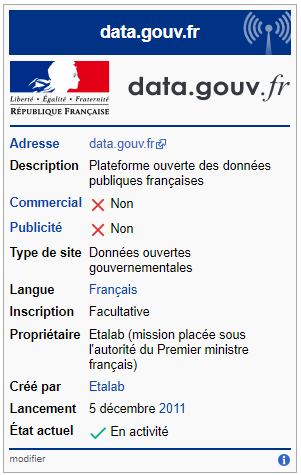 data.gouv.fr
Liberté • Égalité • Fraternité
RÉPUBLIQUE FRANÇAISE
data.gouv.fr
Adresse data.gouv.fr
Description Plateforme ouverte des données
publiques françaises
Commercial Non
Publicité Non
Type de site Données ouvertes
gouvernementales
Langue Français
Inscription Facultative
Propriétaire Etalab (mission placée sous
l'autorité du Premier ministre
français)
Créé par Etalab
Lancement 5 décembre 2011
État actuel En activité
modifier